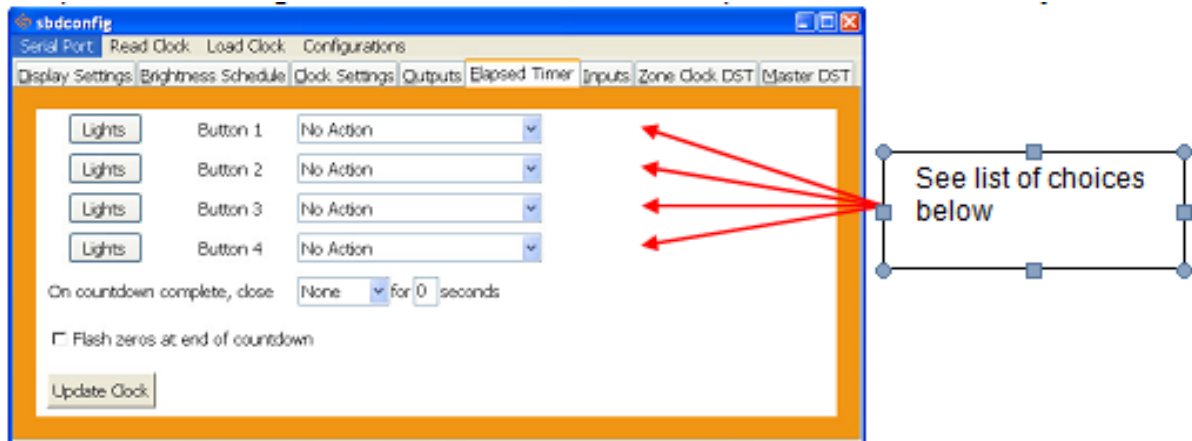 sbdconfig
Serial Port Read Clock Load Clock Configurations
Display Settings Brightness Schedule Clock Settings Outputs Elapsed Timer Inputs Zone Clock DST Master DST
Lights Button 1 No Action
Lights Button 2 No Action
Lights Button 3 No Action
Lights Button 4 No Action
On countdown complete, close None for 0 seconds
Flash zeros at end of countdown
Update Clock
See list of choices
below